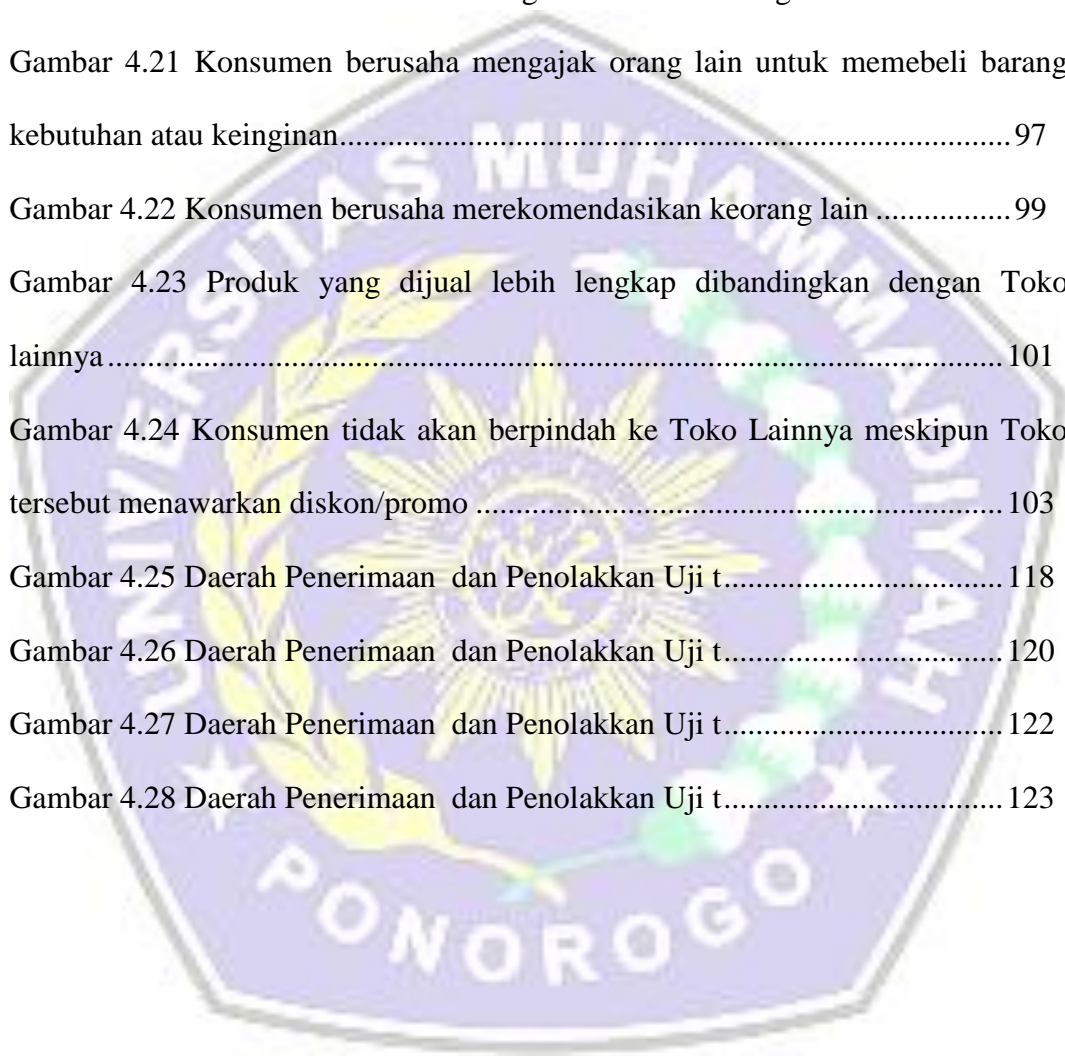 Gambar 4.21 Konsumen berusaha mengajak orang lain untuk memebeli barang
kebutuhan atau keinginan.......................................................................................97
Gambar 4.22 Konsumen berusaha merekomendasikan keorang lain .................99
Gambar 4.23 Produk yang dijual lebih lengkap dibandingkan dengan Toko
lainnya....................................................................................................................101
Gambar 4.24 Konsumen tidak akan berpindah ke Toko Lainnya meskipun Toko
tersebut menawarkan diskon/promo ....................................................................103
Gambar 4.25 Daerah Penerimaan  dan Penolakkan Uji t....................................118
Gambar 4.26 Daerah Penerimaan  dan Penolakkan Uji t....................................120
Gambar 4.27 Daerah Penerimaan  dan Penolakkan Uji t....................................122
Gambar 4.28 Daerah Penerimaan  dan Penolakkan Uji t....................................123
UNIVERSITAS MUHAMMADIYAH
PONOROGO